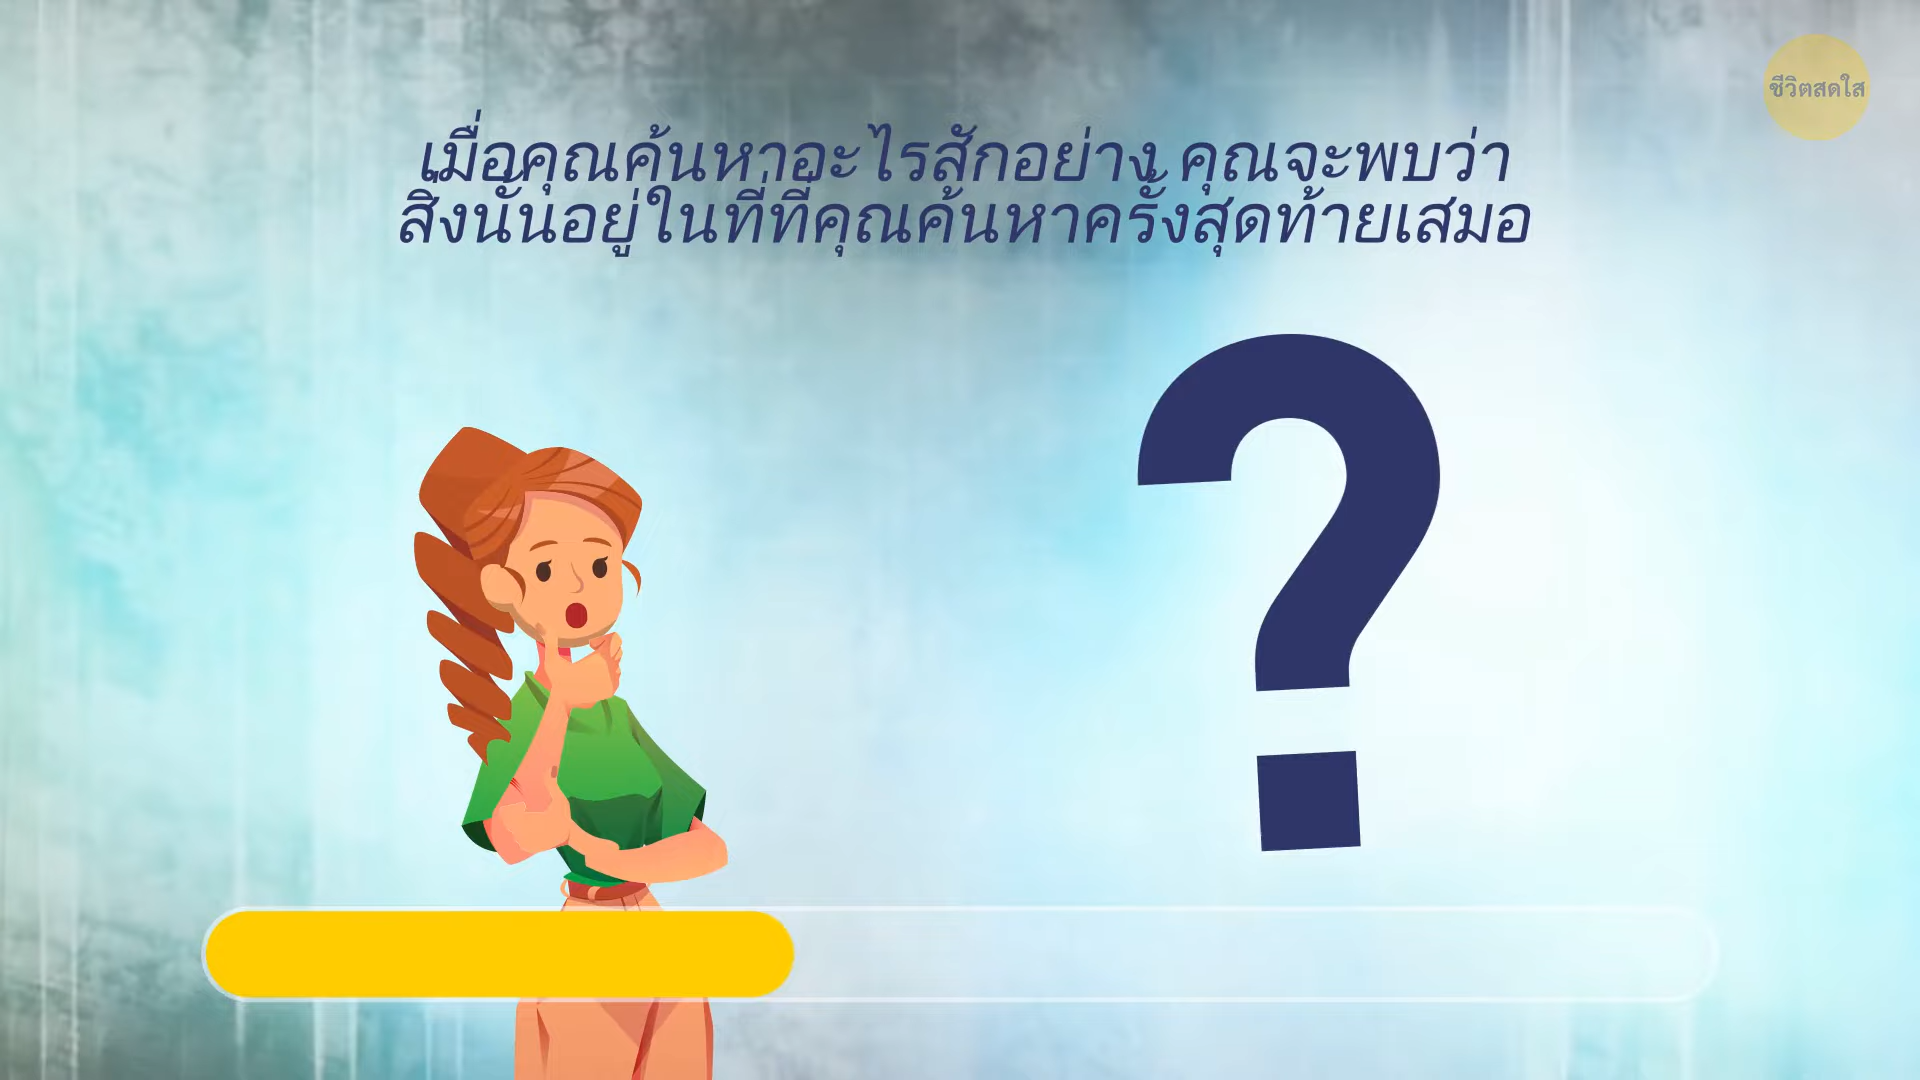 ชีวิตสดใส
เมื่อคุณค้นหาอะไรสักอย่าง คุณจะพบว่า
สิ่งนั้นอยู่ในที่ที่คุณค้นหาครั้งสุดท้ายเสมอ
?